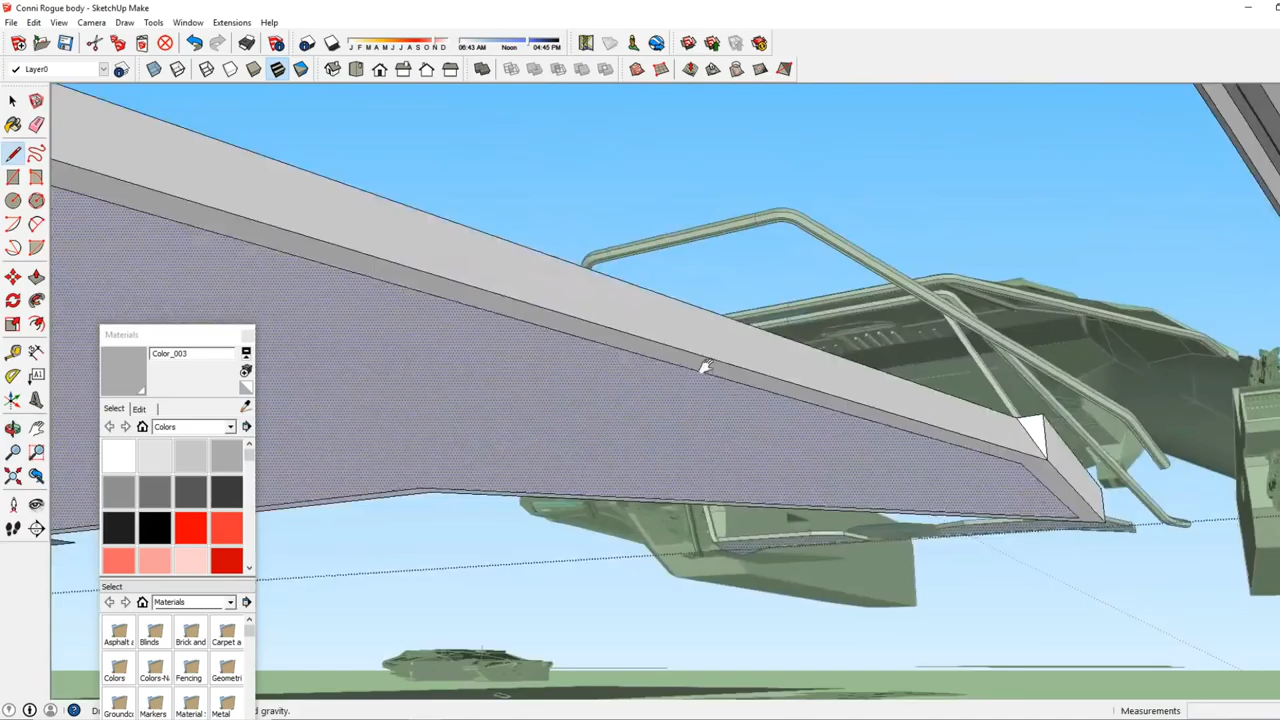 Conni Rogue body - SketchUp Make
File Edit View Camera Draw Tools Window Extensions Help
Layer0
J F M A M J J A S O N D
06:43 AM Noon 04:45 PM
Materials
Color_003
Select Edit
Colors
Select
Materials
Asphalt a Blinds Brick and Carpet a
Colors Colors-N Fencing Geometri
Groundc Markers Material Metal
gravity.
Measurements